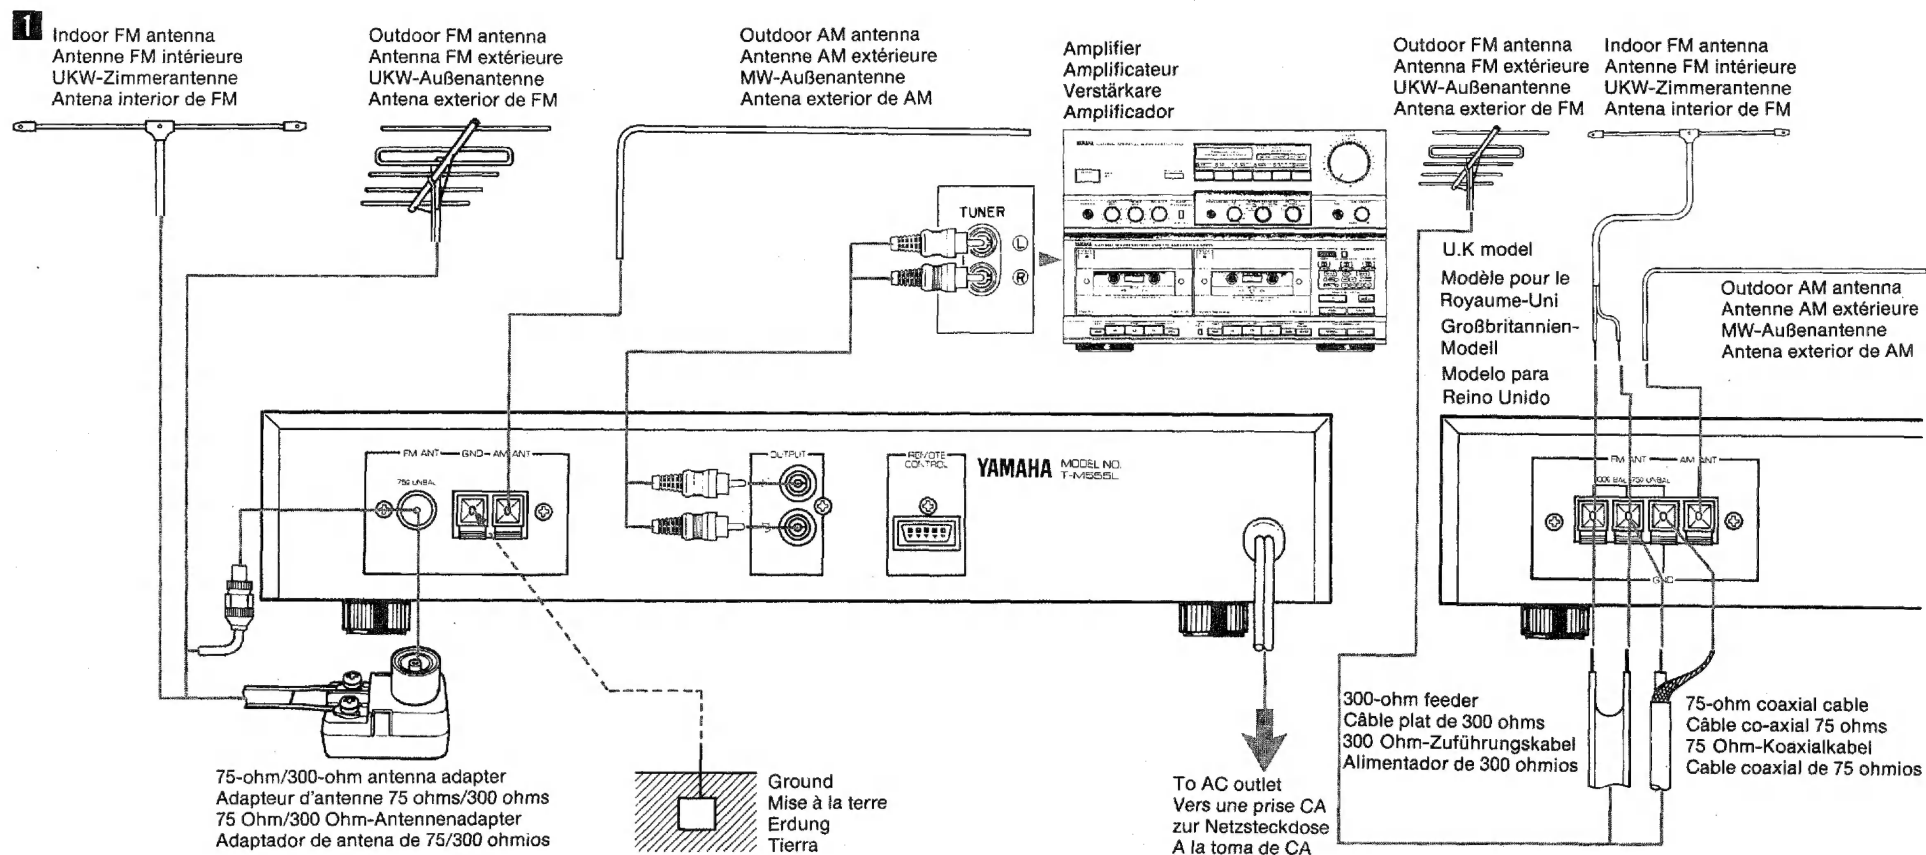 1
Indoor FM antenna
Antenne FM intérieure
UKW-Zimmerantenne
Antena interior de FM
Outdoor FM antenna
Antenna FM extérieure
UKW-Außenantenne
Antena exterior de FM
Outdoor AM antenna
Antenne AM extérieure
MW-Außenantenne
Antena exterior de AM
Amplifier
Amplificateur
Verstärkare
Amplificador
Outdoor FM antenna
Antenna FM extérieure
UKW-Außenantenne
Antena exterior de FM
Indoor FM antenna
Antenne FM intérieure
UKW-Zimmerantenne
Antena interior de FM
TUNER
L
R
U.K model
Modèle pour le
Royaume-Uni
Großbritannien-
Modell
Modelo para
Reino Unido
Outdoor AM antenna
Antenne AM extérieure
MW-Außenantenne
Antena exterior de AM
FM ANT
GND
AM ANT
75Ω UNBAL
OUTPUT
REMOTE
CONTROL
YAMAHA
MODEL NO.
T-M555L
FM ANT
AM ANT
300Ω BAL
75Ω UNBAL
GND
75-ohm/300-ohm antenna adapter
Adapteur d'antenne 75 ohms/300 ohms
75 Ohm/300 Ohm-Antennenadapter
Adaptador de antena de 75/300 ohmios
Ground
Mise à la terre
Erdung
Tierra
To AC outlet
Vers une prise CA
zur Netzsteckdose
A la toma de CA
300-ohm feeder
Câble plat de 300 ohms
300 Ohm-Zuführungskabel
Alimentador de 300 ohmios
75-ohm coaxial cable
Câble co-axial 75 ohms
75 Ohm-Koaxialkabel
Cable coaxial de 75 ohmios